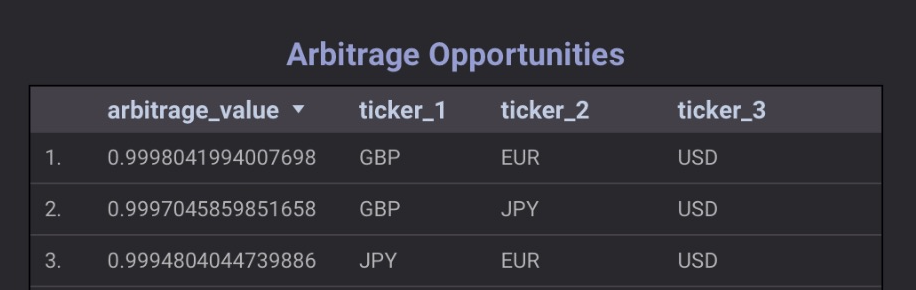 Arbitrage Opportunities
arbitrage_value ticker_1 ticker_2 ticker_3
1. 0.9998041994007698 GBP EUR USD
2. 0.9997045859851658 GBP JPY USD
3. 0.9994804044739886 JPY EUR USD